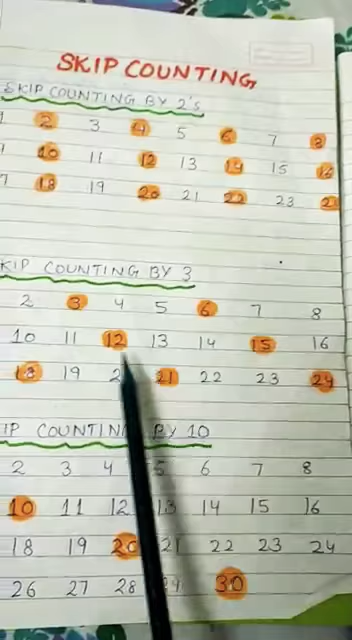 SKIP COUNTING
SKIP COUNTING BY 2's
1 2 3 4 5 6 7 8
9 10 11 12 13 14 15 16
17 18 19 20 21 22 23
KIP COUNTING BY 3
2 3 4 5 6 7 8
10 11 12 13 14 15 16
18 19 21 22 23 24
IP COUNTING BY 10
2 3 4 5 6 7 8
10 11 12 13 14 15 16
18 19 20 21 22 23 24
26 27 28 29 30